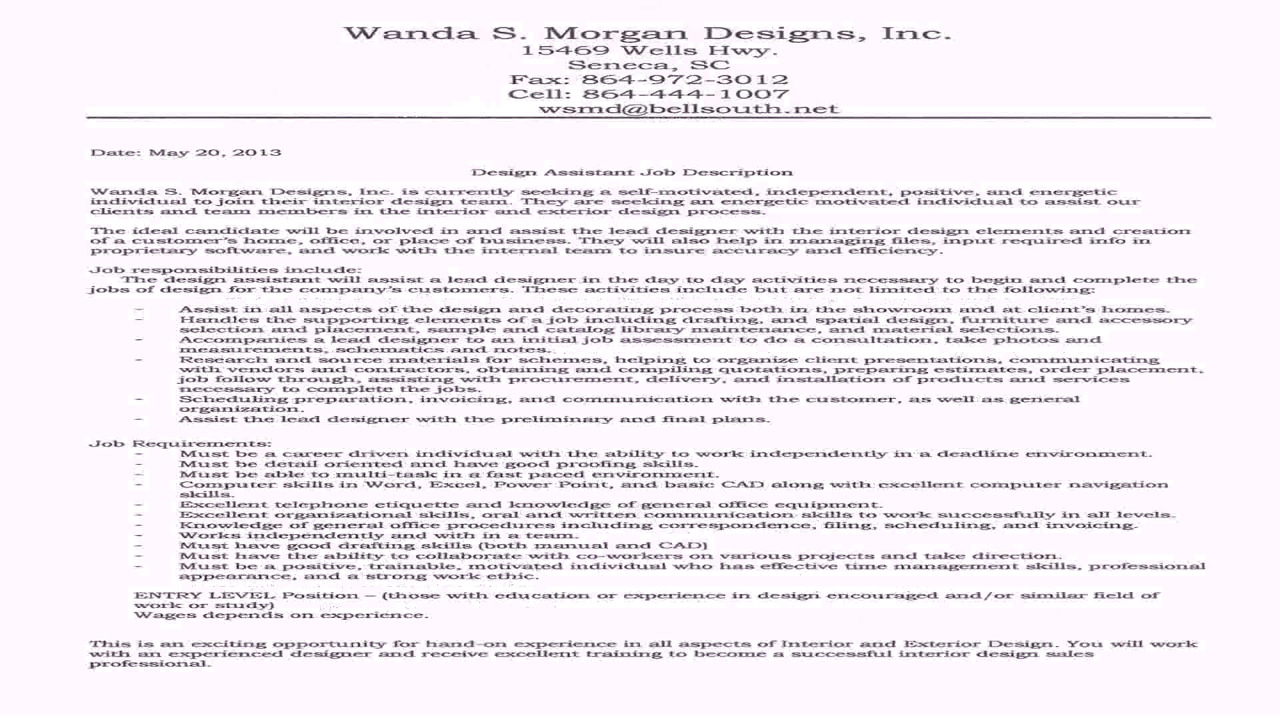 Wanda S. Morgan Designs, Inc.
15469 Wells Hwy.
Seneca, SC
Fax: 864-972-3012
Cell: 864-444-1007
wsmd@bellsouth.net
Date: May 20, 2013
Design Assistant Job Description
Wanda S. Morgan Designs, Inc. is currently seeking a self-motivated, independent, positive, and energetic
individual to join their interior design team. They are seeking an energetic motivated individual to assist our
clients and team members in the interior and exterior design process.
The ideal candidate will be involved in and assist the lead designer with the interior design elements and creation
of a customer's home, office, or place of business. They will also help in managing files, input required info in
proprietary software, and work with the internal team to insure accuracy and efficiency.
Job responsibilities include:
The design assistant will assist a lead designer in the day to day activities necessary to begin and complete the
jobs of design for the company's customers. These activities include but are not limited to the following:
- Assist in all aspects of the design and decorating process both in the showroom and at client's homes.
- Handles the supporting elements of a job including drafting, and spatial design, furniture and accessory
selection and placement, sample and catalog library maintenance, and material selections.
- Accompanies a lead designer to an initial job assessment to do a consultation, take photos and
measurements, schematics and notes.
- Research and source materials for schemes, helping to organize client presentations, communicating
with vendors and contractors, obtaining and compiling quotations, preparing estimates, order placement,
job follow through, assisting with procurement, delivery, and installation of products and services
necessary to complete the jobs.
- Scheduling preparation, invoicing, and communication with the customer, as well as general
organization.
- Assist the lead designer with the preliminary and final plans.
Job Requirements:
- Must be a career driven individual with the ability to work independently in a deadline environment.
- Must be detail oriented and have good proofing skills.
- Must be able to multi-task in a fast paced environment.
- Computer skills in Word, Excel, Power Point, and basic CAD along with excellent computer navigation
skills.
- Excellent telephone etiquette and knowledge of general office equipment.
- Excellent organizational skills, oral and written communication skills to work successfully in all levels.
- Knowledge of general office procedures including correspondence, filing, scheduling, and invoicing.
- Works independently and with in a team.
- Must have good drafting skills (both manual and CAD)
- Must have the ability to collaborate with co-workers on various projects and take direction.
- Must be a positive, trainable, motivated individual who has effective time management skills, professional
appearance, and a strong work ethic.
ENTRY LEVEL Position – (those with education or experience in design encouraged and/or similar field of
work or study)
Wages depends on experience.
This is an exciting opportunity for hand-on experience in all aspects of Interior and Exterior Design. You will work
with an experienced designer and receive excellent training to become a successful interior design sales
professional.